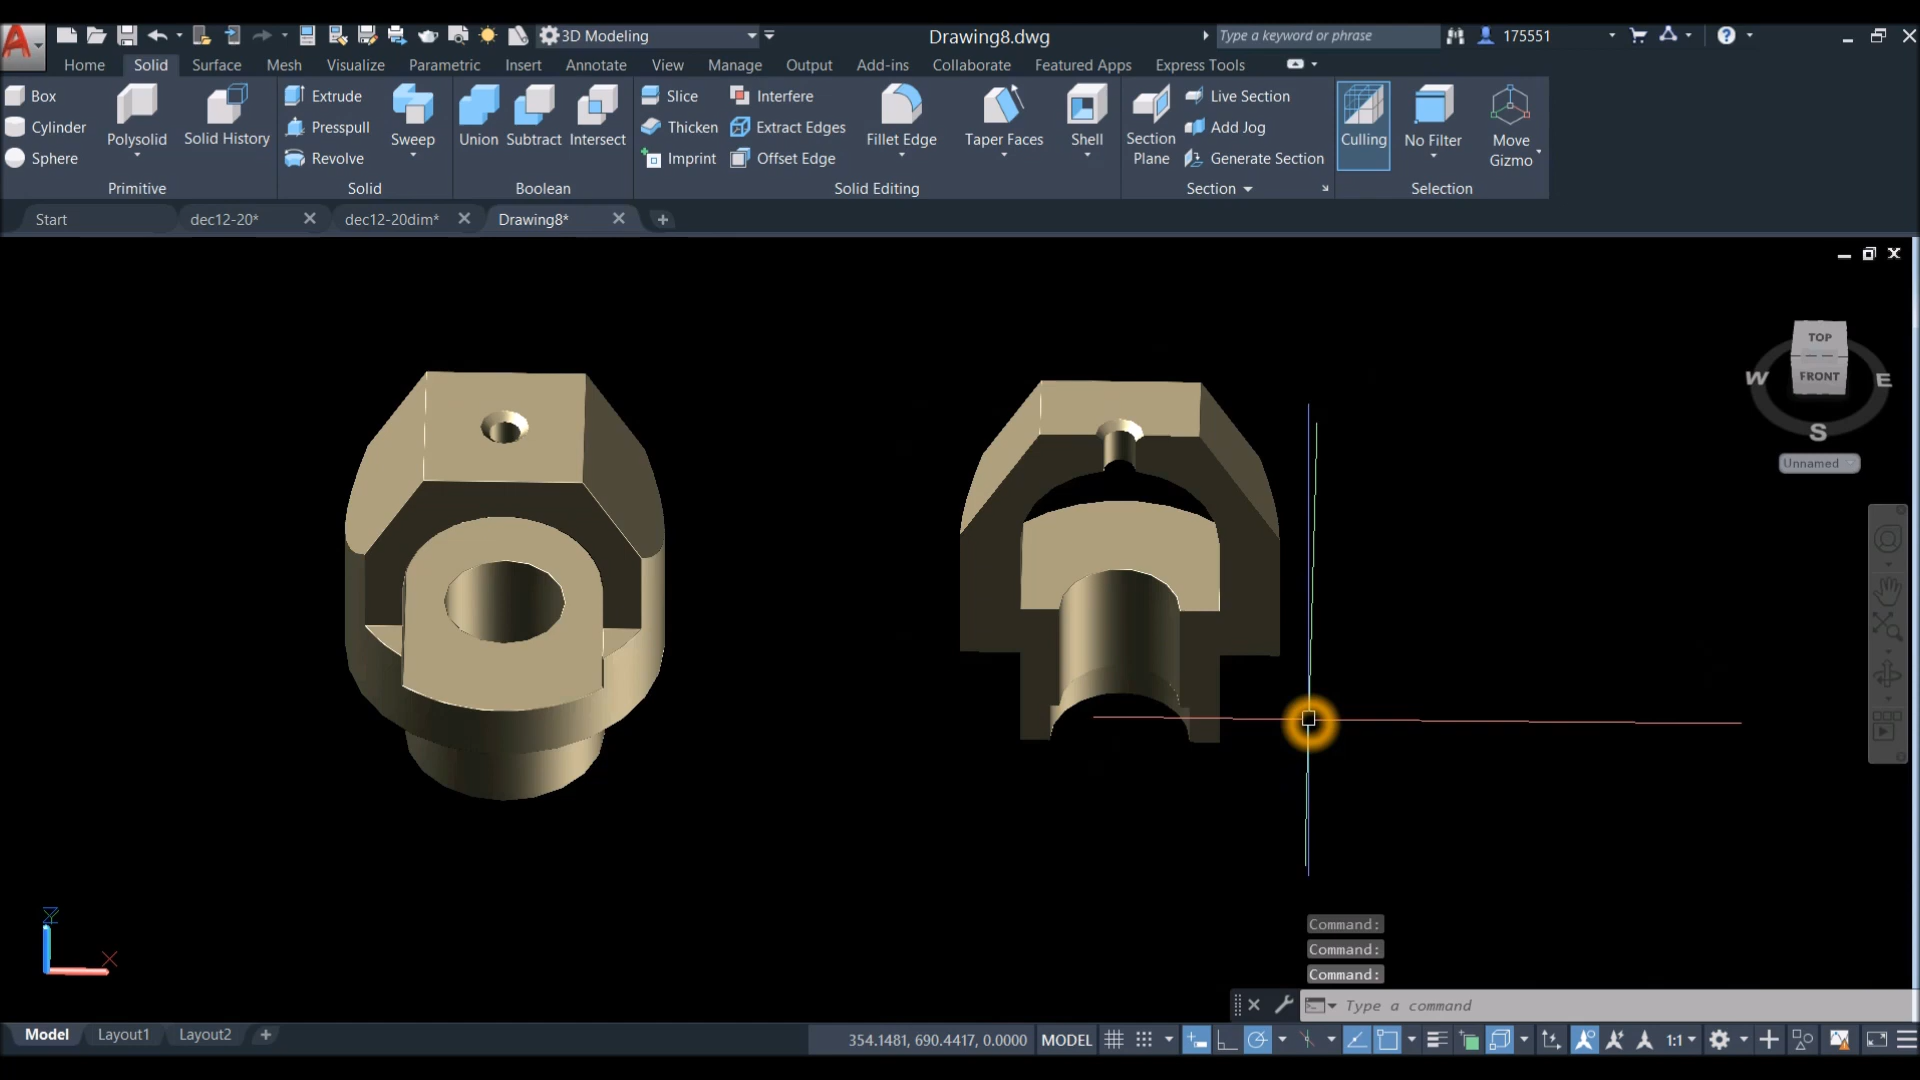 3D Modeling
Drawing8.dwg
Type a keyword or phrase
175551
Home Solid Surface Mesh Visualize Parametric Insert Annotate View Manage Output Add-ins Collaborate Featured Apps Express Tools
Box Extrude Slice Interfere Live Section
Cylinder Presspull Thicken Extract Edges Add Jog
Polysolid Solid History Sweep Union Subtract Intersect Fillet Edge Taper Faces Shell Section Plane Culling No Filter Move Gizmo
Sphere Revolve Imprint Offset Edge Generate Section
Primitive Solid Boolean Solid Editing Section Selection
Start dec12-20* dec12-20dim* Drawing8*
TOP
W FRONT E
S
Unnamed
Y
X
Command:
Command:
Command:
Type a command
Model Layout1 Layout2
354.1481, 690.4417, 0.0000 MODEL 1:1